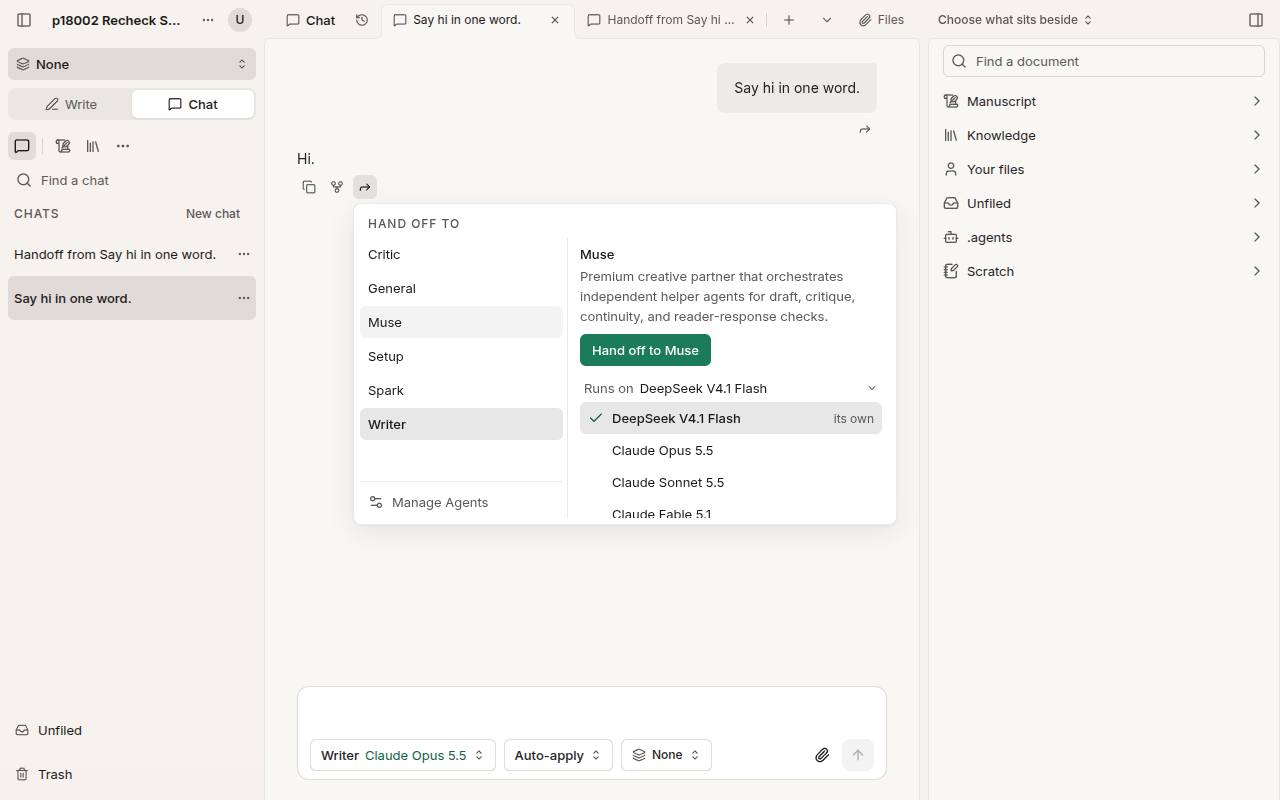 p18002 Recheck S...
U
None
Write
Chat
Find a chat
CHATS
New chat
Handoff from Say hi in one word.
Say hi in one word.
Unfiled
Trash
Chat
Say hi in one word.
Handoff from Say hi ...
Files
Choose what sits beside
Say hi in one word.
Hi.
HAND OFF TO
Critic
General
Muse
Setup
Spark
Writer
Manage Agents
Muse
Premium creative partner that orchestrates
independent helper agents for draft, critique,
continuity, and reader-response checks.
Hand off to Muse
Runs on DeepSeek V4.1 Flash
DeepSeek V4.1 Flash its own
Claude Opus 5.5
Claude Sonnet 5.5
Claude Fable 5.1
Writer Claude Opus 5.5
Auto-apply
None
Find a document
Manuscript
Knowledge
Your files
Unfiled
.agents
Scratch